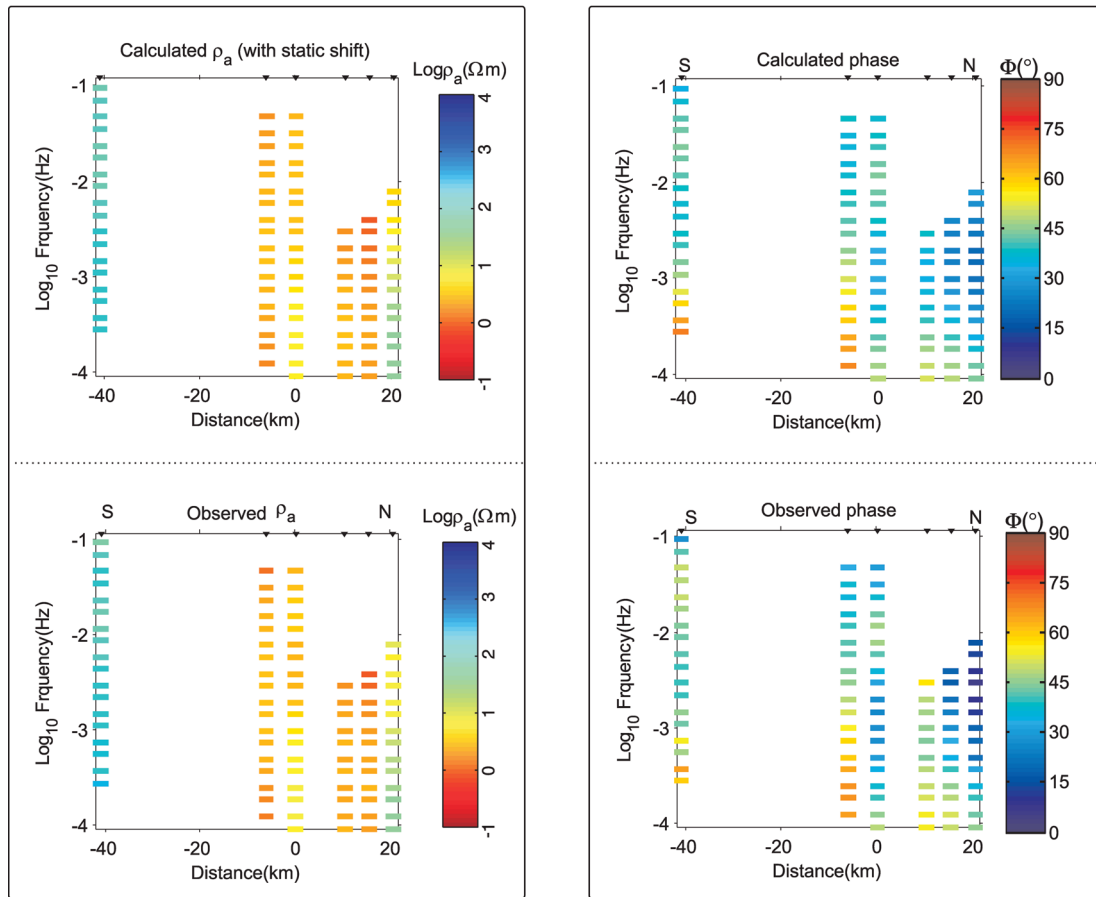 Calculated ρa (with static shift)
Logρa(Ωm)
-1
-2
-3
-4
Log10 Frquency(Hz)
-40
-20
0
20
Distance(km)
4
3
2
1
0
-1
Calculated phase
S
N
Φ(°)
-1
-2
-3
-4
Log10 Frquency(Hz)
-40
-20
0
20
Distance(km)
90
75
60
45
30
15
0
S
Observed ρa
N
Logρa(Ωm)
-1
-2
-3
-4
Log10 Frquency(Hz)
-40
-20
0
20
Distance(km)
4
3
2
1
0
-1
Observed phase
S
N
Φ(°)
-1
-2
-3
-4
Log10 Frquency(Hz)
-40
-20
0
20
Distance(km)
90
75
60
45
30
15
0